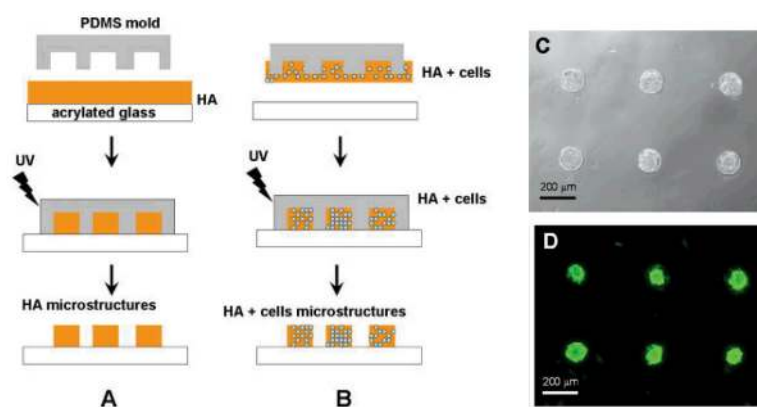 PDMS mold
HA
acrylated glass
UV
HA microstructures
A
HA + cells
UV
HA + cells
HA + cells microstructures
B
C
200 µm
D
200 µm